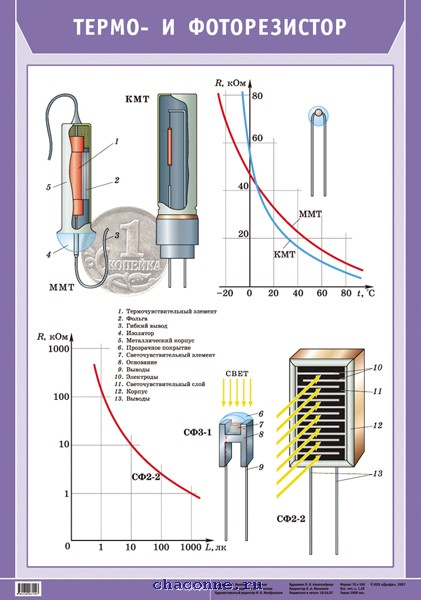 ТЕРМО- И ФОТОРЕЗИСТОР
КМТ
1
2
3
4
5
ММТ
1
КОПЕЙКА
R, кОм
80
60
40
20
ММТ
КМТ
−20 0 20 40 60 80 t, °C
1. Термочувствительный элемент
2. Фольга
3. Гибкий вывод
4. Изолятор
5. Металлический корпус
6. Прозрачное покрытие
7. Светочувствительный элемент
8. Основание
9. Выводы
10. Электроды
11. Светочувствительный слой
12. Корпус
13. Выводы
R, кОм
1000
100
10
1
СФ2-2
0 1 10 100 1000 L, лк
СВЕТ
СФ3-1
6
7
8
9
10
11
12
13
СФ2-2
chaconne.ru